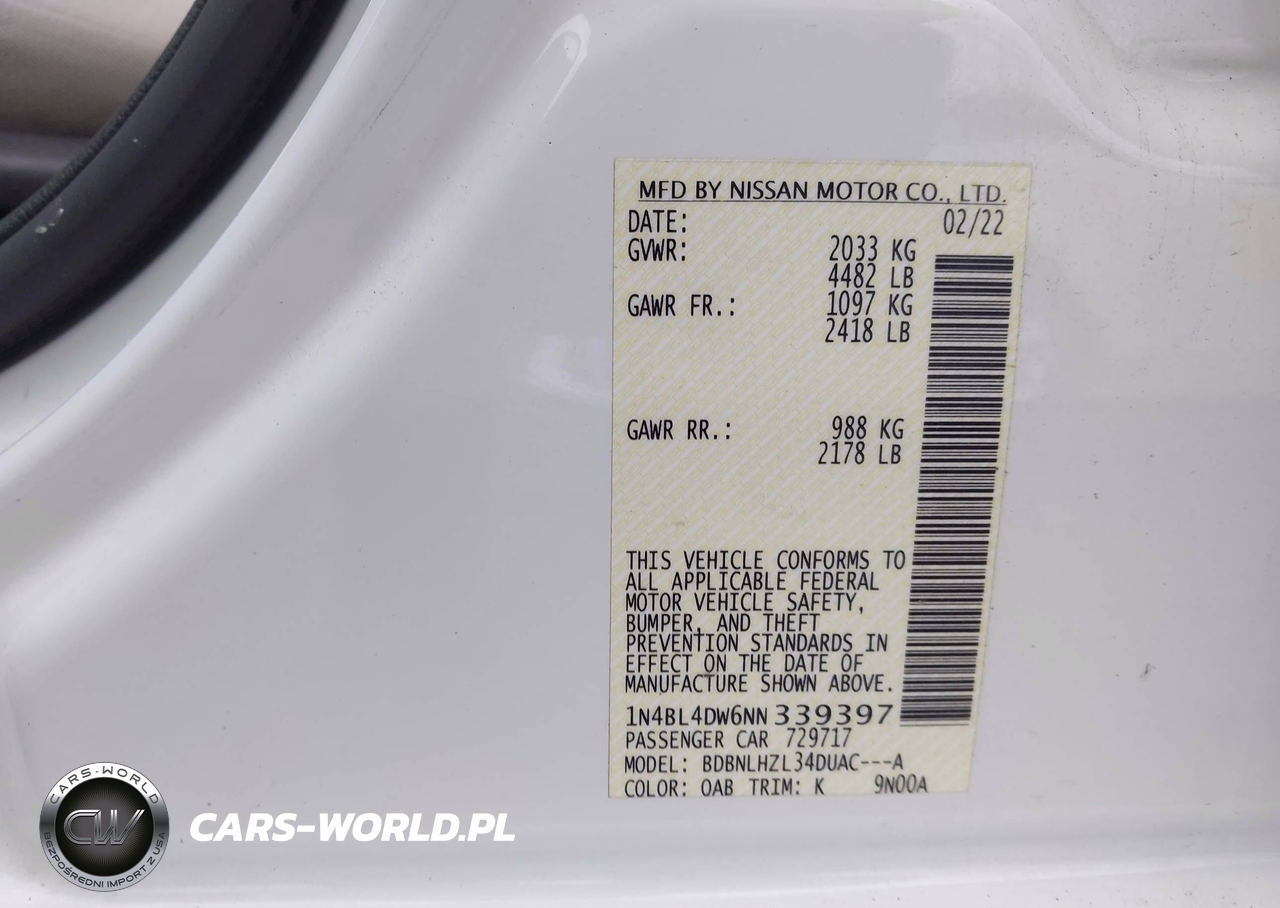 MFD BY NISSAN MOTOR CO., LTD.
DATE: 02/22
GVWR: 2033 KG
4482 LB
GAWR FR.: 1097 KG
2418 LB
GAWR RR.: 988 KG
2178 LB
THIS VEHICLE CONFORMS TO
ALL APPLICABLE FEDERAL
MOTOR VEHICLE SAFETY,
BUMPER, AND THEFT
PREVENTION STANDARDS IN
EFFECT ON THE DATE OF
MANUFACTURE SHOWN ABOVE.
1N4BL4DW6NN339397
PASSENGER CAR 729717
MODEL: BDBNLHZL34DUAC---A
COLOR: QAB TRIM: K 9N00A
CARS-WORLD
CW
BEZPOŚREDNI IMPORT Z USA
CARS-WORLD.PL